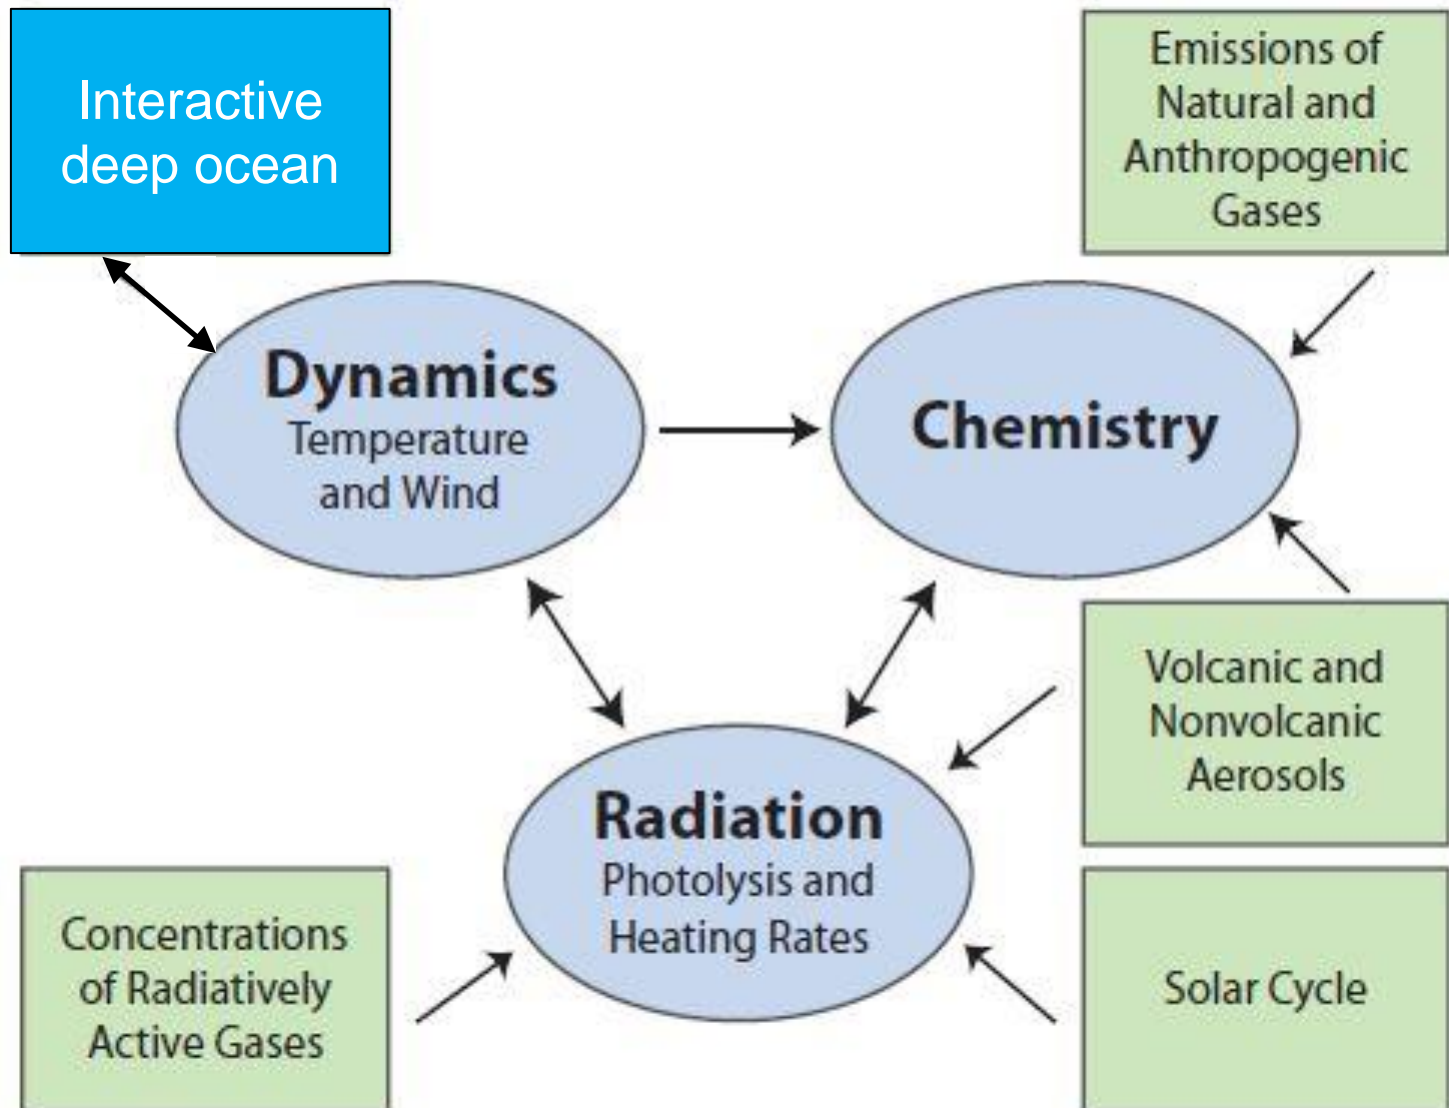 Interactive
deep ocean
Emissions of
Natural and
Anthropogenic
Gases
Dynamics
Temperature
and Wind
Chemistry
Volcanic and
Nonvolcanic
Aerosols
Radiation
Photolysis and
Heating Rates
Concentrations
of Radiatively
Active Gases
Solar Cycle